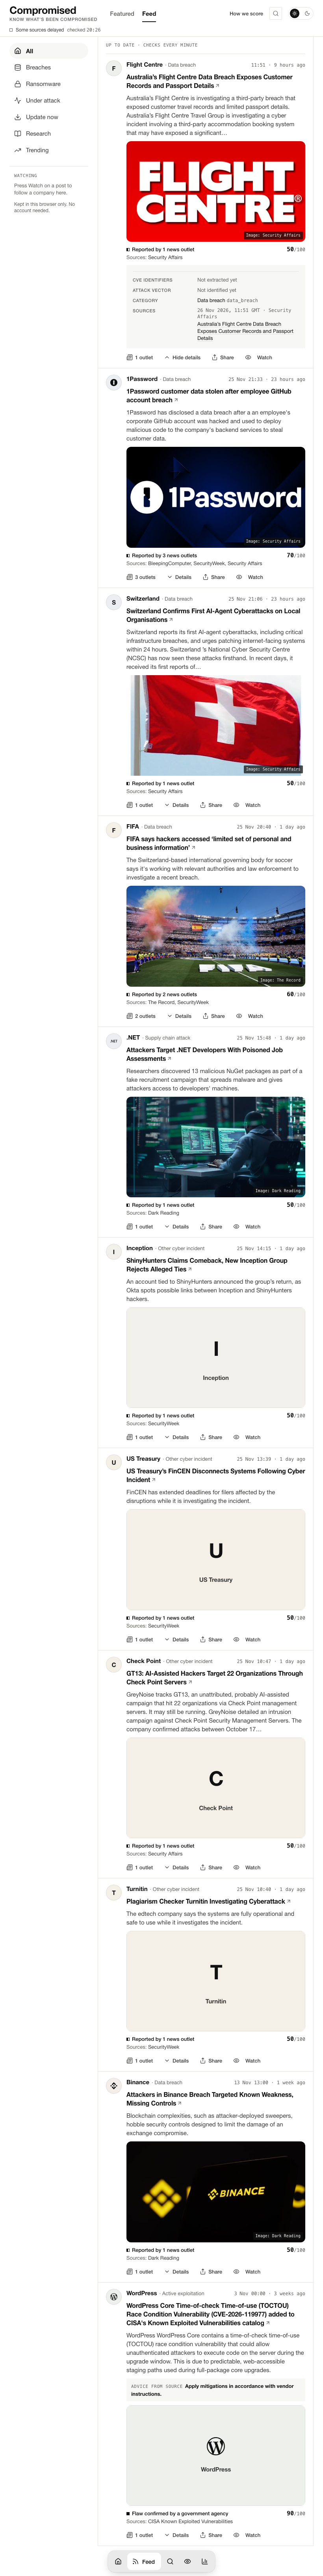 Compromised
KNOW WHAT'S BEEN COMPROMISED
Some sources delayed · checked 20:26
Featured
Feed
How we score
All
Breaches
Ransomware
Under attack
Update now
Research
Trending
WATCHING
Press Watch on a post to
follow a company here.
Kept in this browser only. No
account needed.
UP TO DATE · CHECKS EVERY MINUTE
F
Flight Centre · Data breach
11:51 · 9 hours ago
Australia's Flight Centre Data Breach Exposes Customer
Records and Passport Details
Australia's Flight Centre is investigating a third-party breach that
exposed customer travel records and limited passport details.
Australia's Flight Centre Travel Group is investigating a cyber
incident involving a third-party accommodation booking system
that may have exposed a significant…
FLIGHT
CENTRE®
Image: Security Affairs
Reported by 1 news outlet
50/100
Sources: Security Affairs
CVE IDENTIFIERS
Not extracted yet
ATTACK VECTOR
Not identified yet
CATEGORY
Data breach data_breach
SOURCES
26 Nov 2026, 11:51 GMT · Security
Affairs
Australia's Flight Centre Data Breach
Exposes Customer Records and Passport
Details
1 outlet
Hide details
Share
Watch
1Password · Data breach
25 Nov 21:33 · 23 hours ago
1Password customer data stolen after employee GitHub
account breach
1Password has disclosed a data breach after a an employee's
corporate GitHub account was hacked and used to deploy
malicious code to the company's backend services to steal
customer data.
1Password
Image: Security Affairs
Reported by 3 news outlets
70/100
Sources: BleepingComputer, SecurityWeek, Security Affairs
3 outlets
Details
Share
Watch
S
Switzerland · Data breach
25 Nov 21:06 · 23 hours ago
Switzerland Confirms First AI-Agent Cyberattacks on Local
Organisations
Switzerland reports its first AI-agent cyberattacks, including critical
infrastructure breaches, and urges patching internet-facing systems
within 24 hours. Switzerland 's National Cyber Security Centre
(NCSC) has now seen these attacks firsthand. In recent days, it
received its first reports of…
Image: Security Affairs
Reported by 1 news outlet
50/100
Sources: Security Affairs
1 outlet
Details
Share
Watch
F
FIFA · Data breach
25 Nov 20:40 · 1 day ago
FIFA says hackers accessed 'limited set of personal and
business information'
The Switzerland-based international governing body for soccer
says it's working with relevant authorities and law enforcement to
investigate a recent breach.
Image: The Record
Reported by 2 news outlets
60/100
Sources: The Record, SecurityWeek
2 outlets
Details
Share
Watch
.NET
.NET · Supply chain attack
25 Nov 15:48 · 1 day ago
Attackers Target .NET Developers With Poisoned Job
Assessments
Researchers discovered 13 malicious NuGet packages as part of a
fake recruitment campaign that spreads malware and gives
attackers access to developers' machines.
Image: Dark Reading
Reported by 1 news outlet
50/100
Sources: Dark Reading
1 outlet
Details
Share
Watch
I
Inception · Other cyber incident
25 Nov 14:15 · 1 day ago
ShinyHunters Claims Comeback, New Inception Group
Rejects Alleged Ties
An account tied to ShinyHunters announced the group's return, as
Okta spots possible links between Inception and ShinyHunters
hackers.
I
Inception
Reported by 1 news outlet
50/100
Sources: SecurityWeek
1 outlet
Details
Share
Watch
U
US Treasury · Other cyber incident
25 Nov 13:39 · 1 day ago
US Treasury's FinCEN Disconnects Systems Following Cyber
Incident
FinCEN has extended deadlines for filers affected by the
disruptions while it is investigating the incident.
U
US Treasury
Reported by 1 news outlet
50/100
Sources: SecurityWeek
1 outlet
Details
Share
Watch
C
Check Point · Other cyber incident
25 Nov 10:47 · 1 day ago
GT13: AI-Assisted Hackers Target 22 Organizations Through
Check Point Servers
GreyNoise tracks GT13, an unattributed, probably AI-assisted
campaign that hit 22 organizations via Check Point management
servers. It may still be running. GreyNoise detailed an intrusion
campaign against Check Point Security Management Servers. The
company confirmed attacks between October 17…
C
Check Point
Reported by 1 news outlet
50/100
Sources: Security Affairs
1 outlet
Details
Share
Watch
T
Turnitin · Other cyber incident
25 Nov 10:40 · 1 day ago
Plagiarism Checker Turnitin Investigating Cyberattack
The edtech company says the systems are fully operational and
safe to use while it investigates the incident.
T
Turnitin
Reported by 1 news outlet
50/100
Sources: SecurityWeek
1 outlet
Details
Share
Watch
Binance · Data breach
13 Nov 13:00 · 1 week ago
Attackers in Binance Breach Targeted Known Weakness,
Missing Controls
Blockchain complexities, such as attacker-deployed sweepers,
hobble security controls designed to limit the damage of an
exchange compromise.
BINANCE
Image: Dark Reading
Reported by 1 news outlet
50/100
Sources: Dark Reading
1 outlet
Details
Share
Watch
WordPress · Active exploitation
3 Nov 00:00 · 3 weeks ago
WordPress Core Time-of-check Time-of-use (TOCTOU)
Race Condition Vulnerability (CVE-2026-119977) added to
CISA's Known Exploited Vulnerabilities catalog
WordPress WordPress Core contains a time-of-check time-of-use
(TOCTOU) race condition vulnerability that could allow
unauthenticated attackers to execute code on the server during the
upgrade window. This is due to predictable, web-accessible
staging paths used during full-package core upgrades.
ADVICE FROM SOURCE Apply mitigations in accordance with vendor
instructions.
WordPress
Flaw confirmed by a government agency
90/100
Sources: CISA Known Exploited Vulnerabilities
1 outlet
Details
Share
Watch
Feed